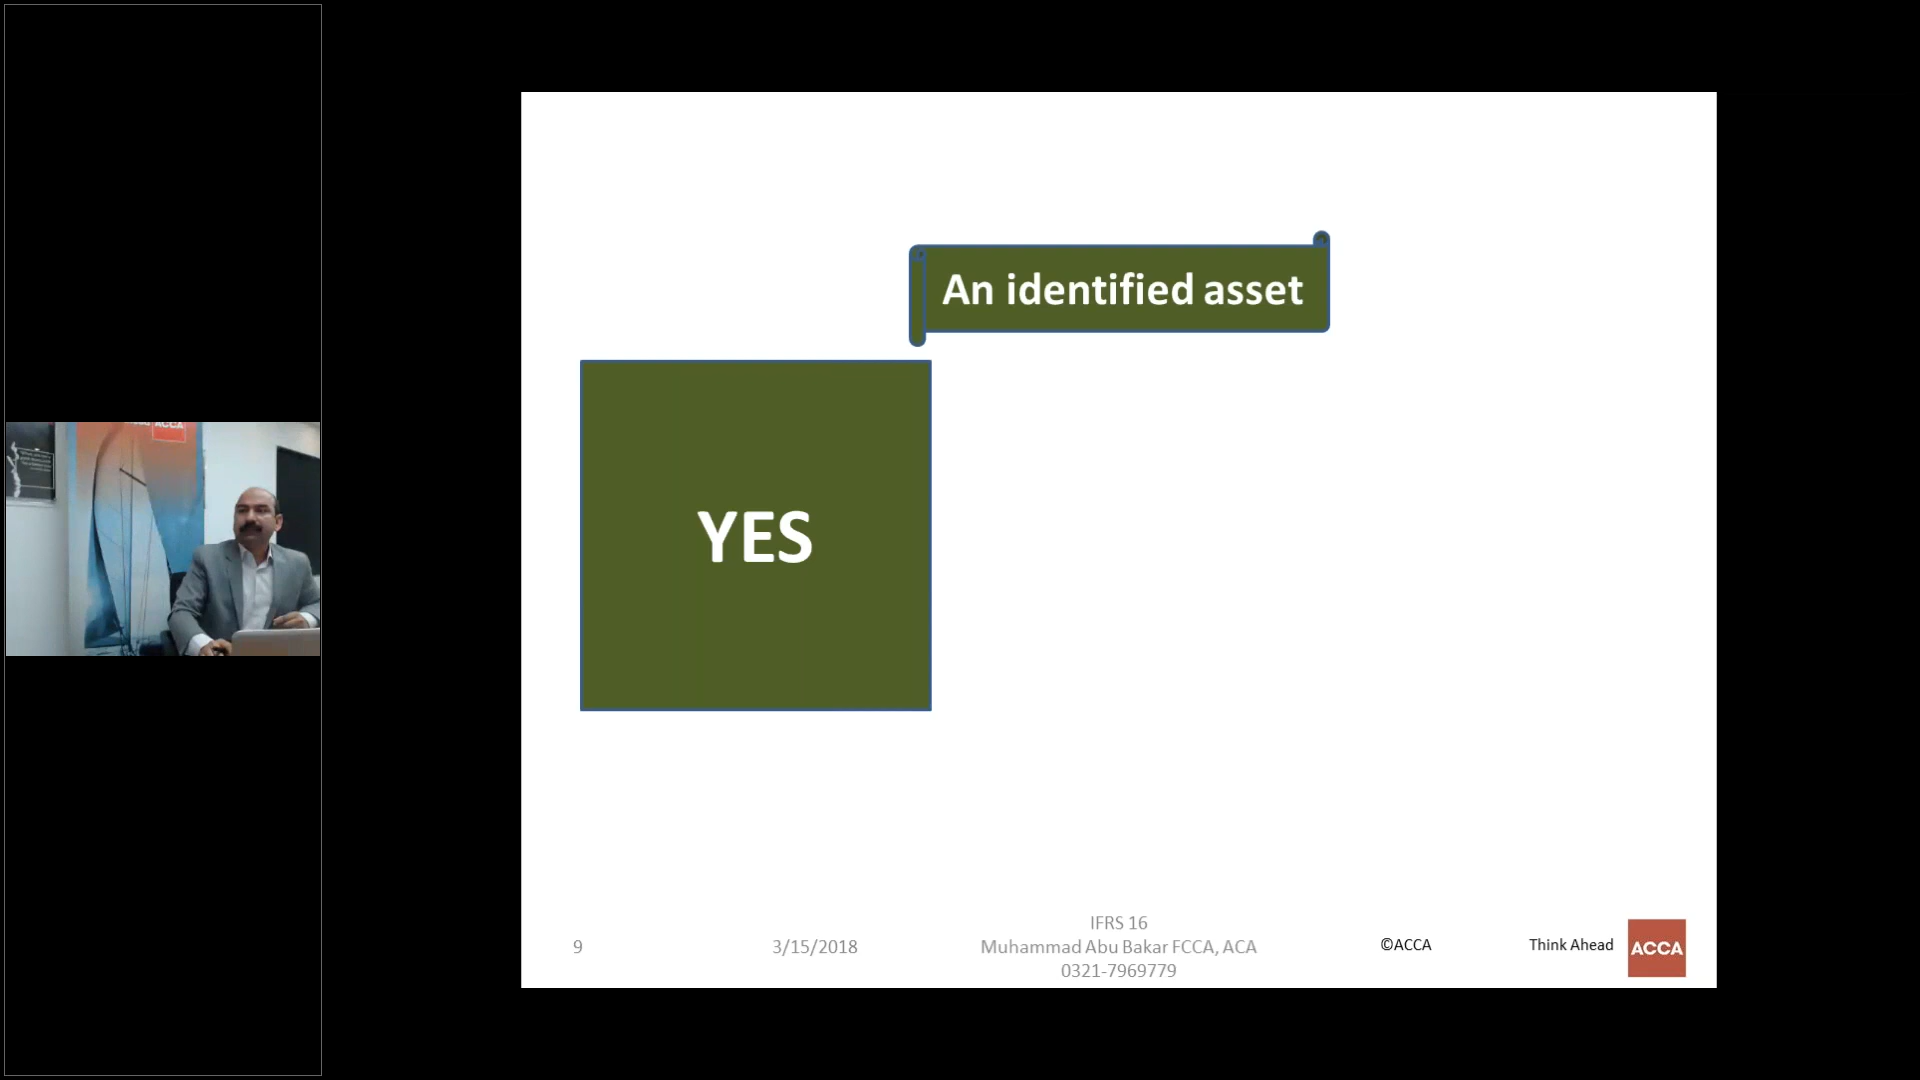 ACCA
An identified asset
YES
IFRS 16
9
3/15/2018
Muhammad Abu Bakar FCCA, ACA
0321-7969779
©ACCA
Think Ahead
ACCA